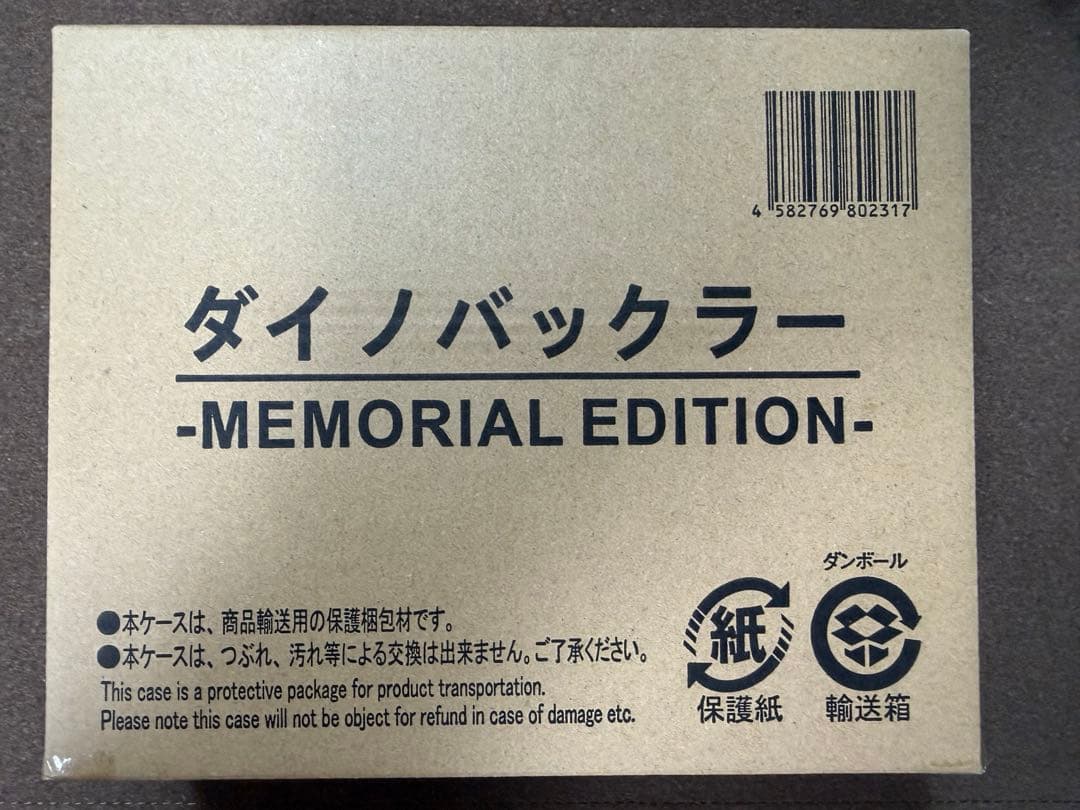 4 582769 802317
ダイノバックラー
-MEMORIAL EDITION-
●本ケースは、商品輸送用の保護梱包材です。
●本ケースは、つぶれ、汚れ等による交換は出来ません。ご了承ください。
This case is a protective package for product transportation.
Please note this case will not be object for refund in case of damage etc.
紙
保護紙
ダンボール
輸送箱